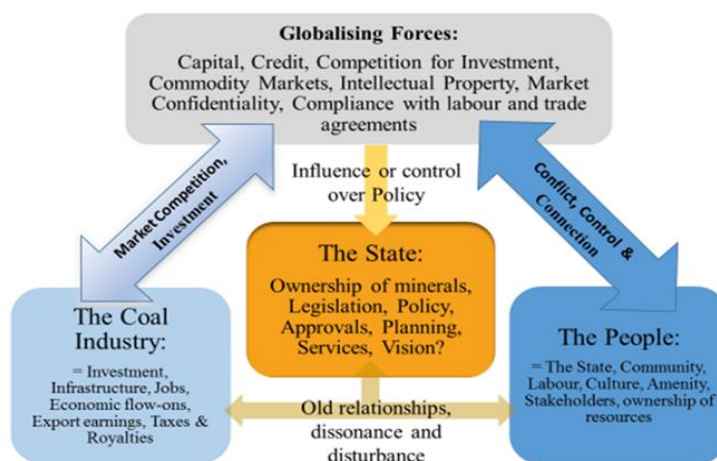 Globalising Forces:
Capital, Credit, Competition for Investment,
Commodity Markets, Intellectual Property, Market
Confidentiality, Compliance with labour and trade
agreements
Market Competition,
Investment
Influence or control
over Policy
Conflict, Control &
Connection
The State:
Ownership of minerals,
Legislation, Policy,
Approvals, Planning,
Services, Vision?
The Coal
Industry:
= Investment,
Infrastructure, Jobs,
Economic flow-ons,
Export earnings, Taxes &
Royalties
The People:
= The State, Community,
Labour, Culture, Amenity,
Stakeholders, ownership of
resources
Old relationships,
dissonance and
disturbance